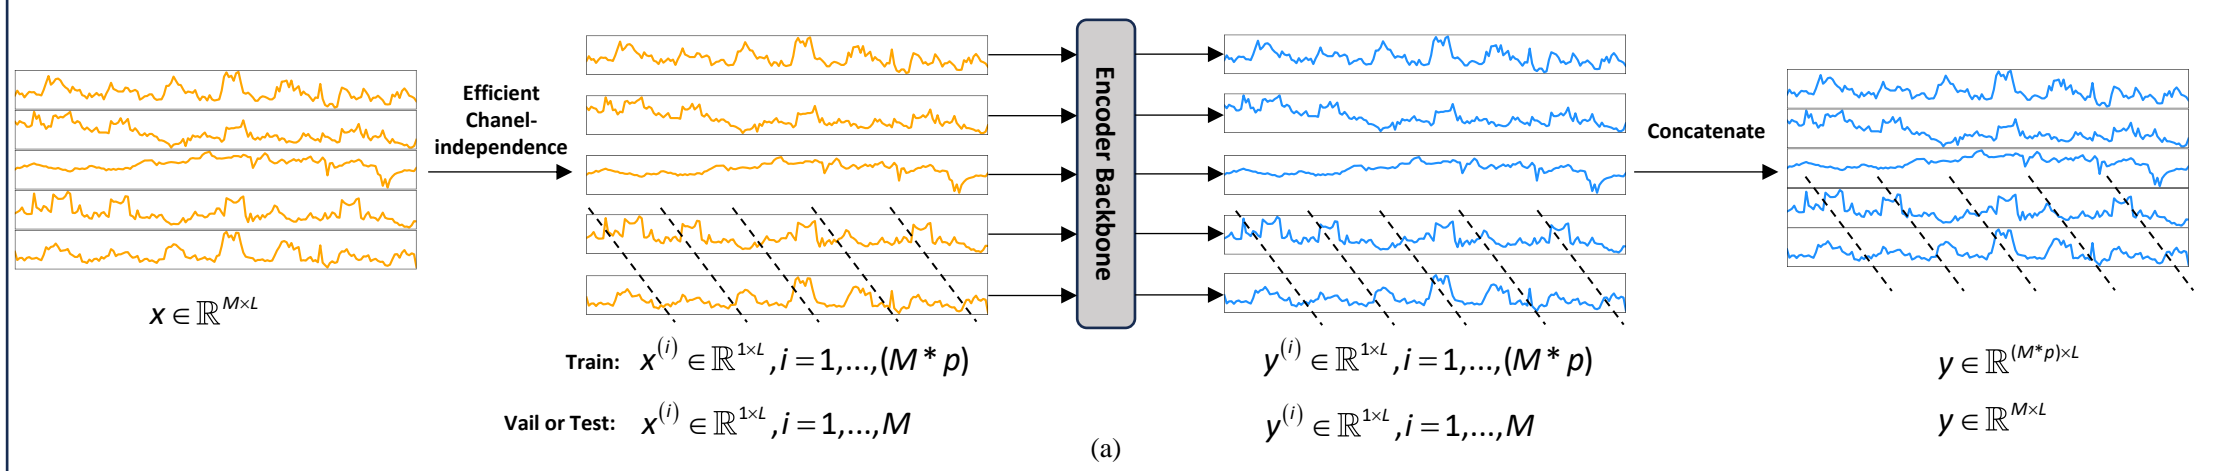 Efficient
Chanel-
independence
Encoder Backbone
Concatenate
x ∈ ℝ^{M×L}
Train: x^{(i)} ∈ ℝ^{1×L}, i = 1,...,(M * p)
y^{(i)} ∈ ℝ^{1×L}, i = 1,...,(M * p)
y ∈ ℝ^{(M*p)×L}
Vail or Test: x^{(i)} ∈ ℝ^{1×L}, i = 1,...,M
y^{(i)} ∈ ℝ^{1×L}, i = 1,...,M
y ∈ ℝ^{M×L}
(a)